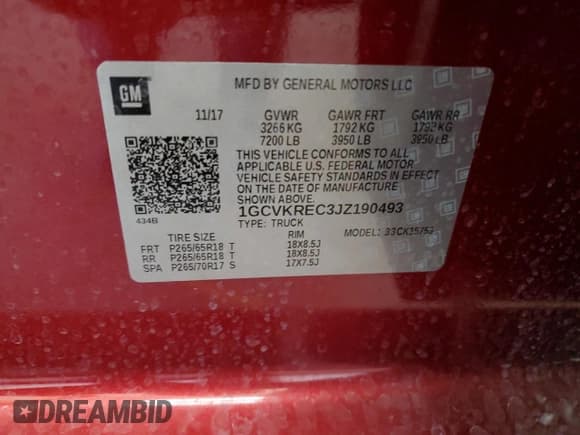 GM
MFD BY GENERAL MOTORS LLC
11/17 GVWR GAWR FRT GAWR RR
3266 KG 1792 KG 1792 KG
7200 LB 3950 LB 3950 LB
THIS VEHICLE CONFORMS TO ALL
APPLICABLE U.S. FEDERAL MOTOR
VEHICLE SAFETY STANDARDS IN EFFECT
ON THE DATE OF MANUFACTURE
SHOWN ABOVE.
1GCVKREC3JZ190493
TYPE: TRUCK
434B
MODEL:
TIRE SIZE RIM
FRT P265/65R18 T 18X8.5J
RR P265/65R18 T 18X8.5J
SPA P265/70R17 S 17X7.5J
DREAMBID